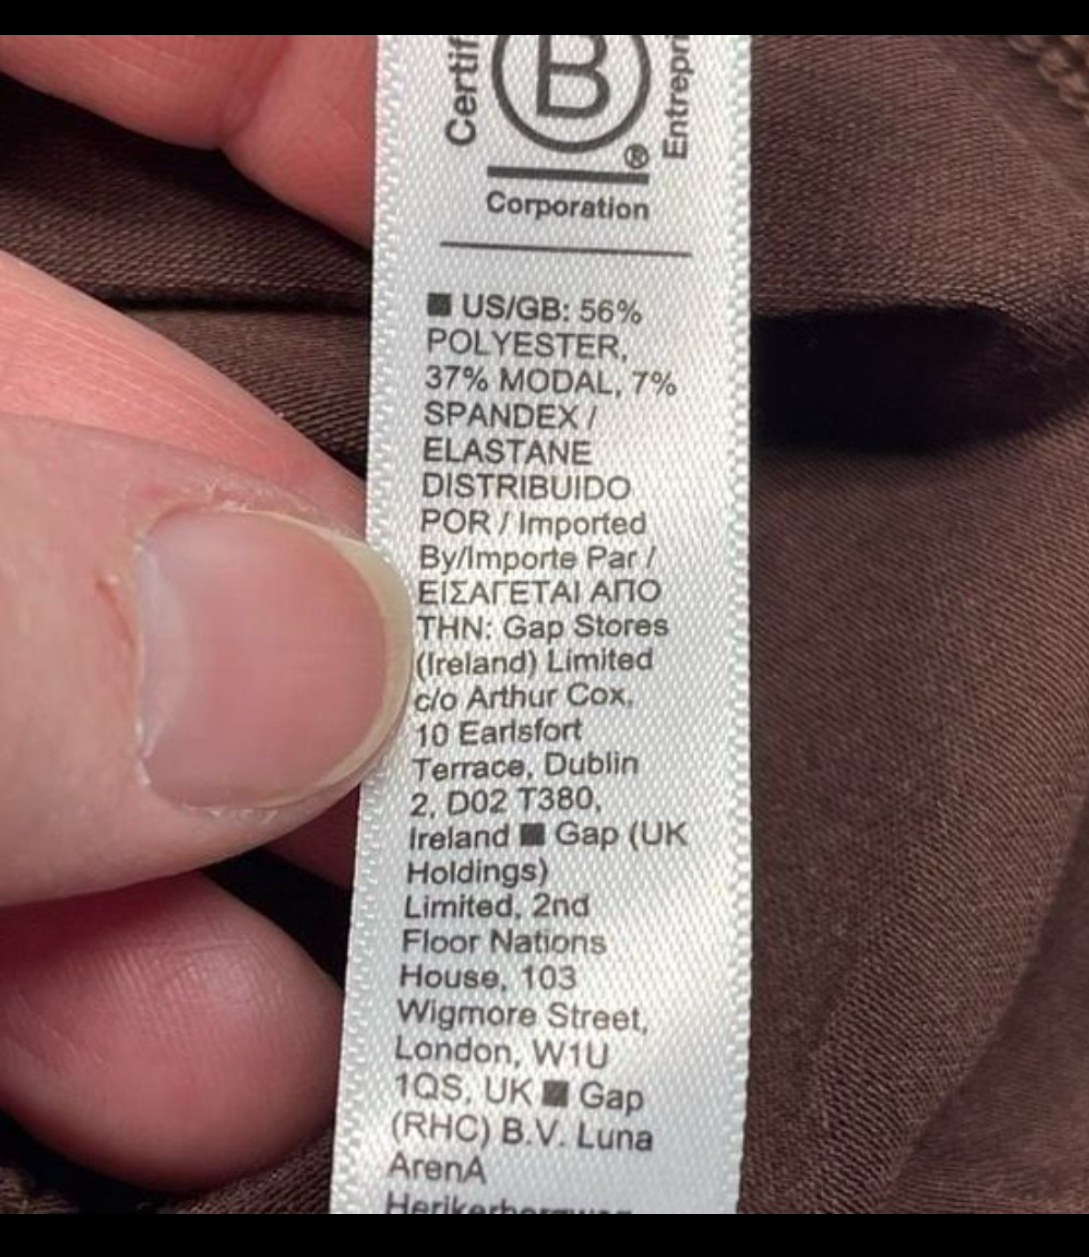 Certif
B
Entrepri
®
Corporation
US/GB: 56%
POLYESTER,
37% MODAL, 7%
SPANDEX /
ELASTANE
DISTRIBUIDO
POR / Imported
By/Importe Par /
ΕΙΣΑΓΕΤΑΙ ΑΠΟ
ΤΗΝ: Gap Stores
(Ireland) Limited
c/o Arthur Cox,
10 Earlsfort
Terrace, Dublin
2, D02 T380,
Ireland ■ Gap (UK
Holdings)
Limited, 2nd
Floor Nations
House, 103
Wigmore Street,
London, W1U
1QS, UK ■ Gap
(RHC) B.V. Luna
ArenA